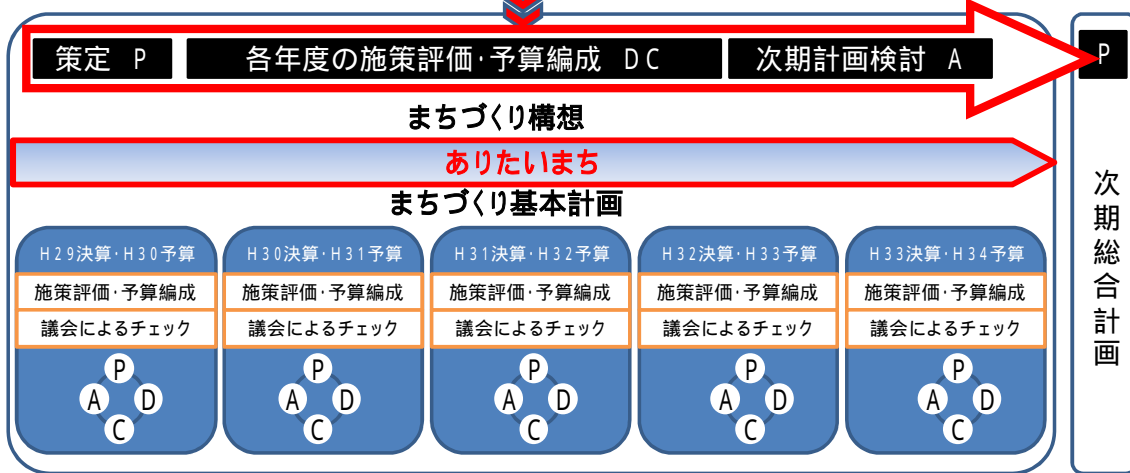 策定 P
各年度の施策評価・予算編成 DC
次期計画検討 A
P
まちづくり構想
ありたいまち
まちづくり基本計画
次期総合計画
H29決算・H30予算
施策評価・予算編成
議会によるチェック
P
A D
C
H30決算・H31予算
施策評価・予算編成
議会によるチェック
P
A D
C
H31決算・H32予算
施策評価・予算編成
議会によるチェック
P
A D
C
H32決算・H33予算
施策評価・予算編成
議会によるチェック
P
A D
C
H33決算・H34予算
施策評価・予算編成
議会によるチェック
P
A D
C